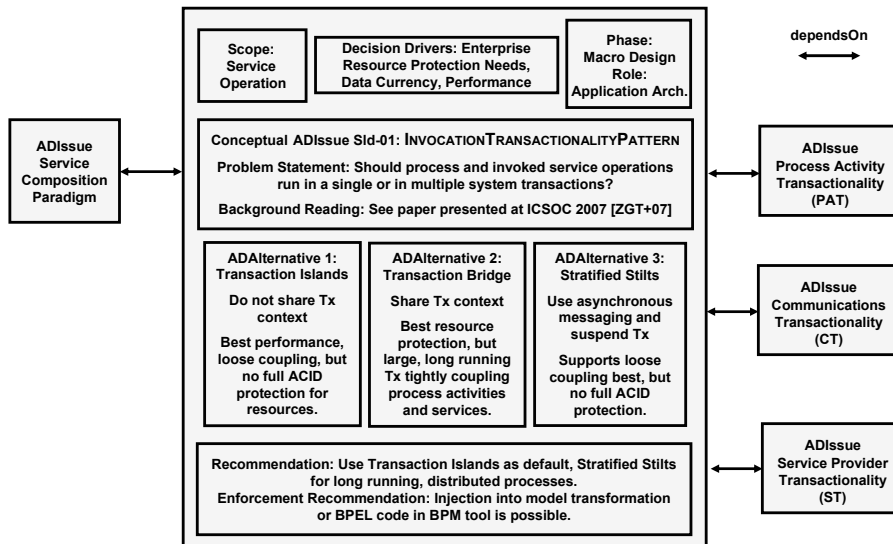 Scope:
Service
Operation
Decision Drivers: Enterprise
Resource Protection Needs,
Data Currency, Performance
Phase:
Macro Design
Role:
Application Arch.
dependsOn
ADIssue
Service
Composition
Paradigm
Conceptual ADIssue SId-01: INVOCATIONTRANSACTIONALITYPATTERN
Problem Statement: Should process and invoked service operations
run in a single or in multiple system transactions?
Background Reading: See paper presented at ICSOC 2007 [ZGT+07]
ADIssue
Process Activity
Transactionality
(PAT)
ADAlternative 1:
Transaction Islands
Do not share Tx
context
Best performance,
loose coupling, but
no full ACID
protection for
resources.
ADAlternative 2:
Transaction Bridge
Share Tx context
Best resource
protection, but
large, long running
Tx tightly coupling
process activities
and services.
ADAlternative 3:
Stratified Stilts
Use asynchronous
messaging and
suspend Tx
Supports loose
coupling best, but
no full ACID
protection.
ADIssue
Communications
Transactionality
(CT)
Recommendation: Use Transaction Islands as default, Stratified Stilts
for long running, distributed processes.
Enforcement Recommendation: Injection into model transformation
or BPEL code in BPM tool is possible.
ADIssue
Service Provider
Transactionality
(ST)